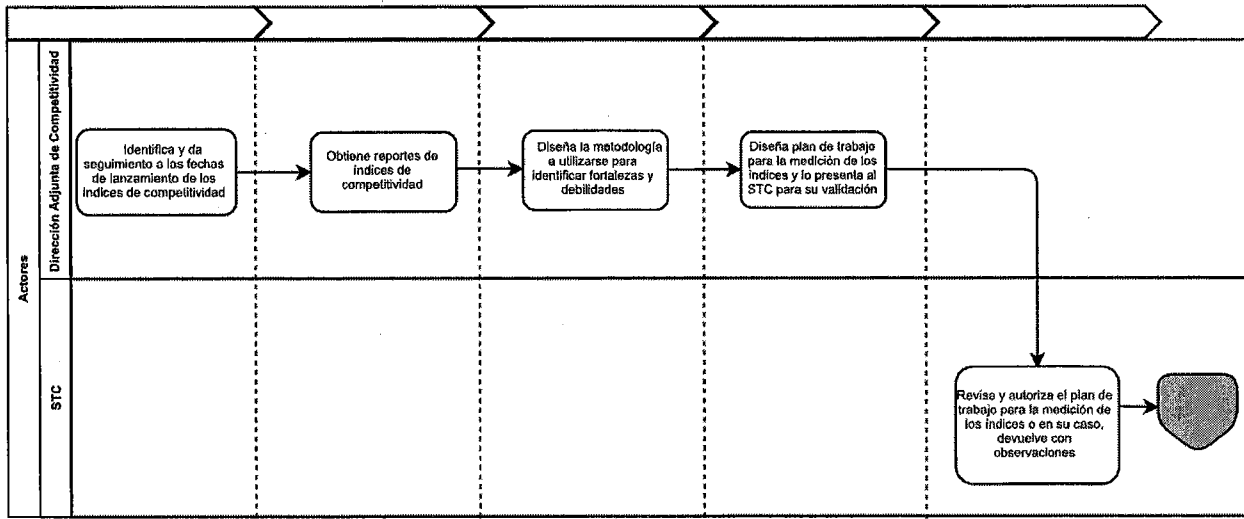 Actores
Dirección Adjunta de Competitividad
Identifica y da
seguimiento a los fechas
de lanzamiento de los
índices de competitividad
Obtiene reportes de
índices de
competitividad
Diseña la metodología
a utilizarse para
identificar fortalezas y
debilidades
Diseña plan de trabajo
para la medición de los
índices y lo presenta al
STC para su validación
STC
Revisa y autoriza el plan de
trabajo para la medición de
los índices o en su caso,
devuelve con
observaciones